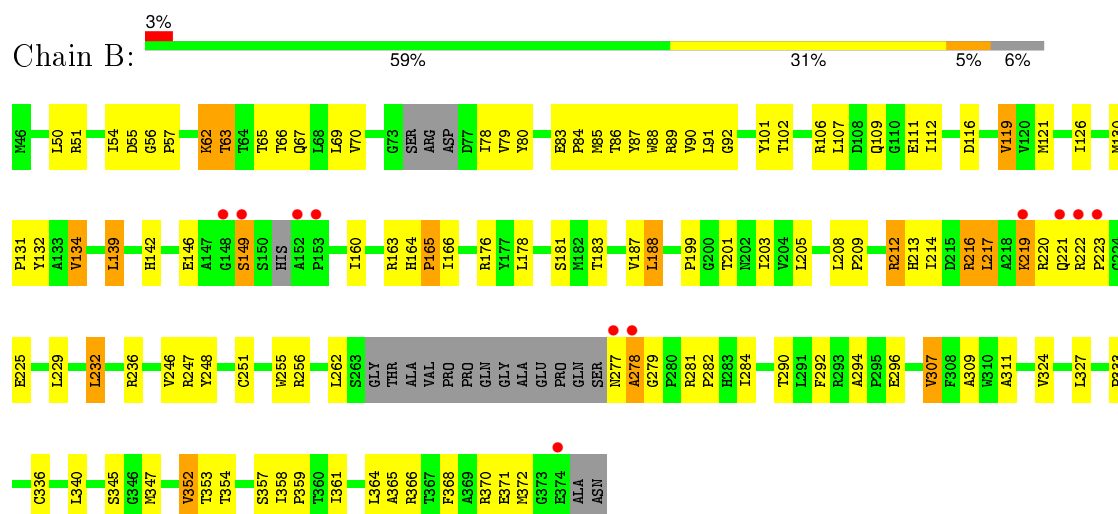 3%
Chain B:
59% 31% 5% 6%
M46 L50 R51 I54 D55 G56 P57 K62 T63 T64 T65 T66 Q67 L68 L69 V70 G73 SER ARG ASP D77 I78 V79 Y80 E83 P84 M85 T86 Y87 W88 R89 V90 L91 G92 Y101 T102 R106 L107 D108 Q109 G110 E111 I112 D116 V119 V120 M121 I126 M130
P131 Y132 A133 V134 L139 H142 E146 A147 G148 S149 S150 HIS A152 P153 I160 R163 H164 P165 I166 R176 Y177 L178 S181 M182 T183 V187 L188 P199 G200 T201 N202 I203 V204 L205 L208 P209 R212 H213 I214 D215 R216 L217 A218 K219 R220 Q221 R222 P223 G224
E225 L229 L232 R236 V246 R247 Y248 C251 W255 R256 L262 S263 GLY THR ALA VAL PRO PRO GLN GLY ALA GLU PRO GLN SER N277 A278 G279 P280 R281 P282 H283 I284 T290 L291 F292 R293 A294 P295 E296 V307 F308 A309 W310 A311 V324 L327
C336 L340 S345 G346 M347 V352 T353 T354 S357 I358 P359 T360 I361 L364 A365 R366 T367 F368 A369 R370 E371 M372 G373 E374 ALA ASN